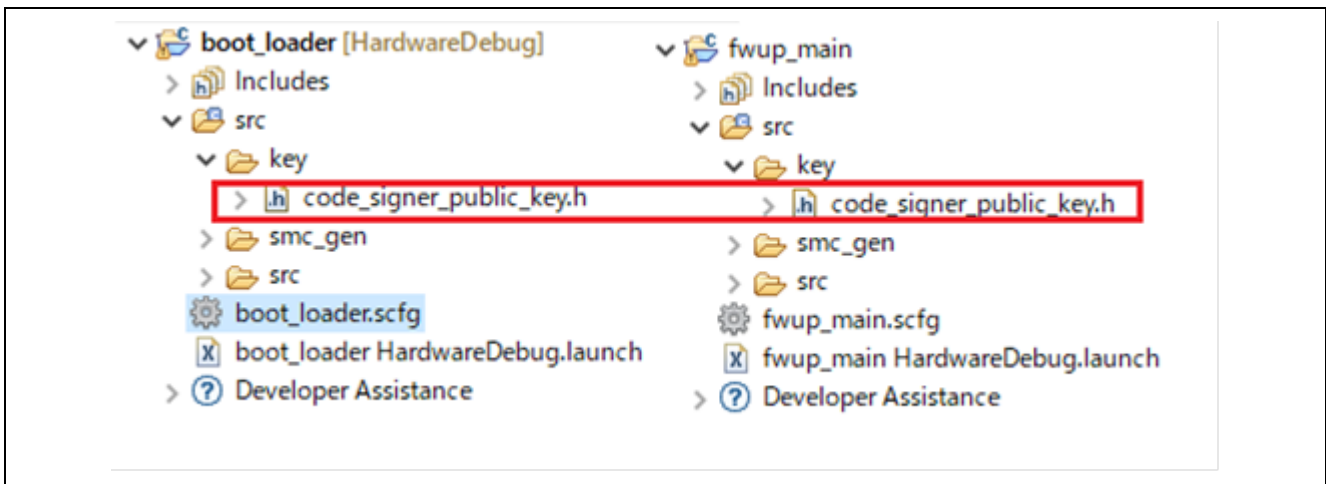 boot_loader [HardwareDebug]
Includes
src
key
code_signer_public_key.h
smc_gen
src
boot_loader.scfg
boot_loader HardwareDebug.launch
Developer Assistance
fwup_main
Includes
src
key
code_signer_public_key.h
smc_gen
src
fwup_main.scfg
fwup_main HardwareDebug.launch
Developer Assistance